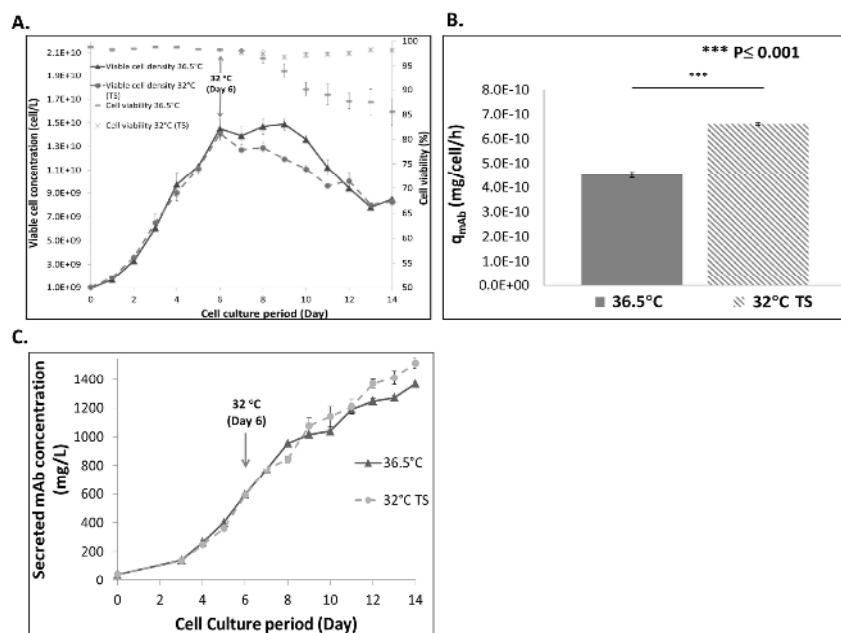 A.
2.1E+10
1.9E+10
1.7E+10
1.5E+10
1.3E+10
1.1E+10
9.0E+09
7.0E+09
5.0E+09
3.0E+09
1.0E+09
Viable cell concentration (cell/L)
Viable cell density 36.5°C
Viable cell density 32°C (TS)
Cell viability 36.5°C
Cell viability 32°C (TS)
32 °C
(Day 6)
100
95
90
85
80
75
70
65
60
55
50
Cell viability (%)
0 2 4 6 8 10 12 14
Cell culture period (Day)
B.
*** P≤ 0.001
***
8.0E-10
7.0E-10
6.0E-10
5.0E-10
4.0E-10
3.0E-10
2.0E-10
1.0E-10
0.0E+00
qmAb (mg/cell/h)
36.5°C 32°C TS
C.
1400
1200
1000
800
600
400
200
0
Secreted mAb concentration
(mg/L)
32 °C
(Day 6)
36.5°C
32°C TS
0 2 4 6 8 10 12 14
Cell Culture period (Day)